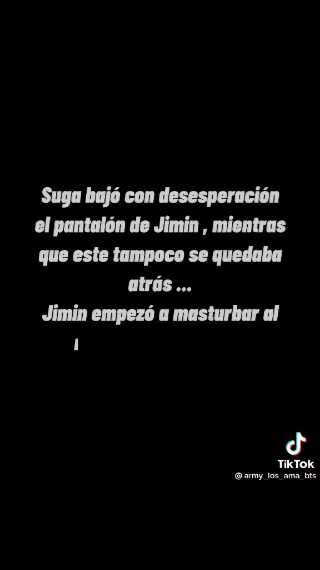 Suga bajó con desesperación
el pantalón de Jimin , mientras
que este tampoco se quedaba
atrás ...
Jimin empezó a masturbar al
TikTok
@army_los_ama_bts